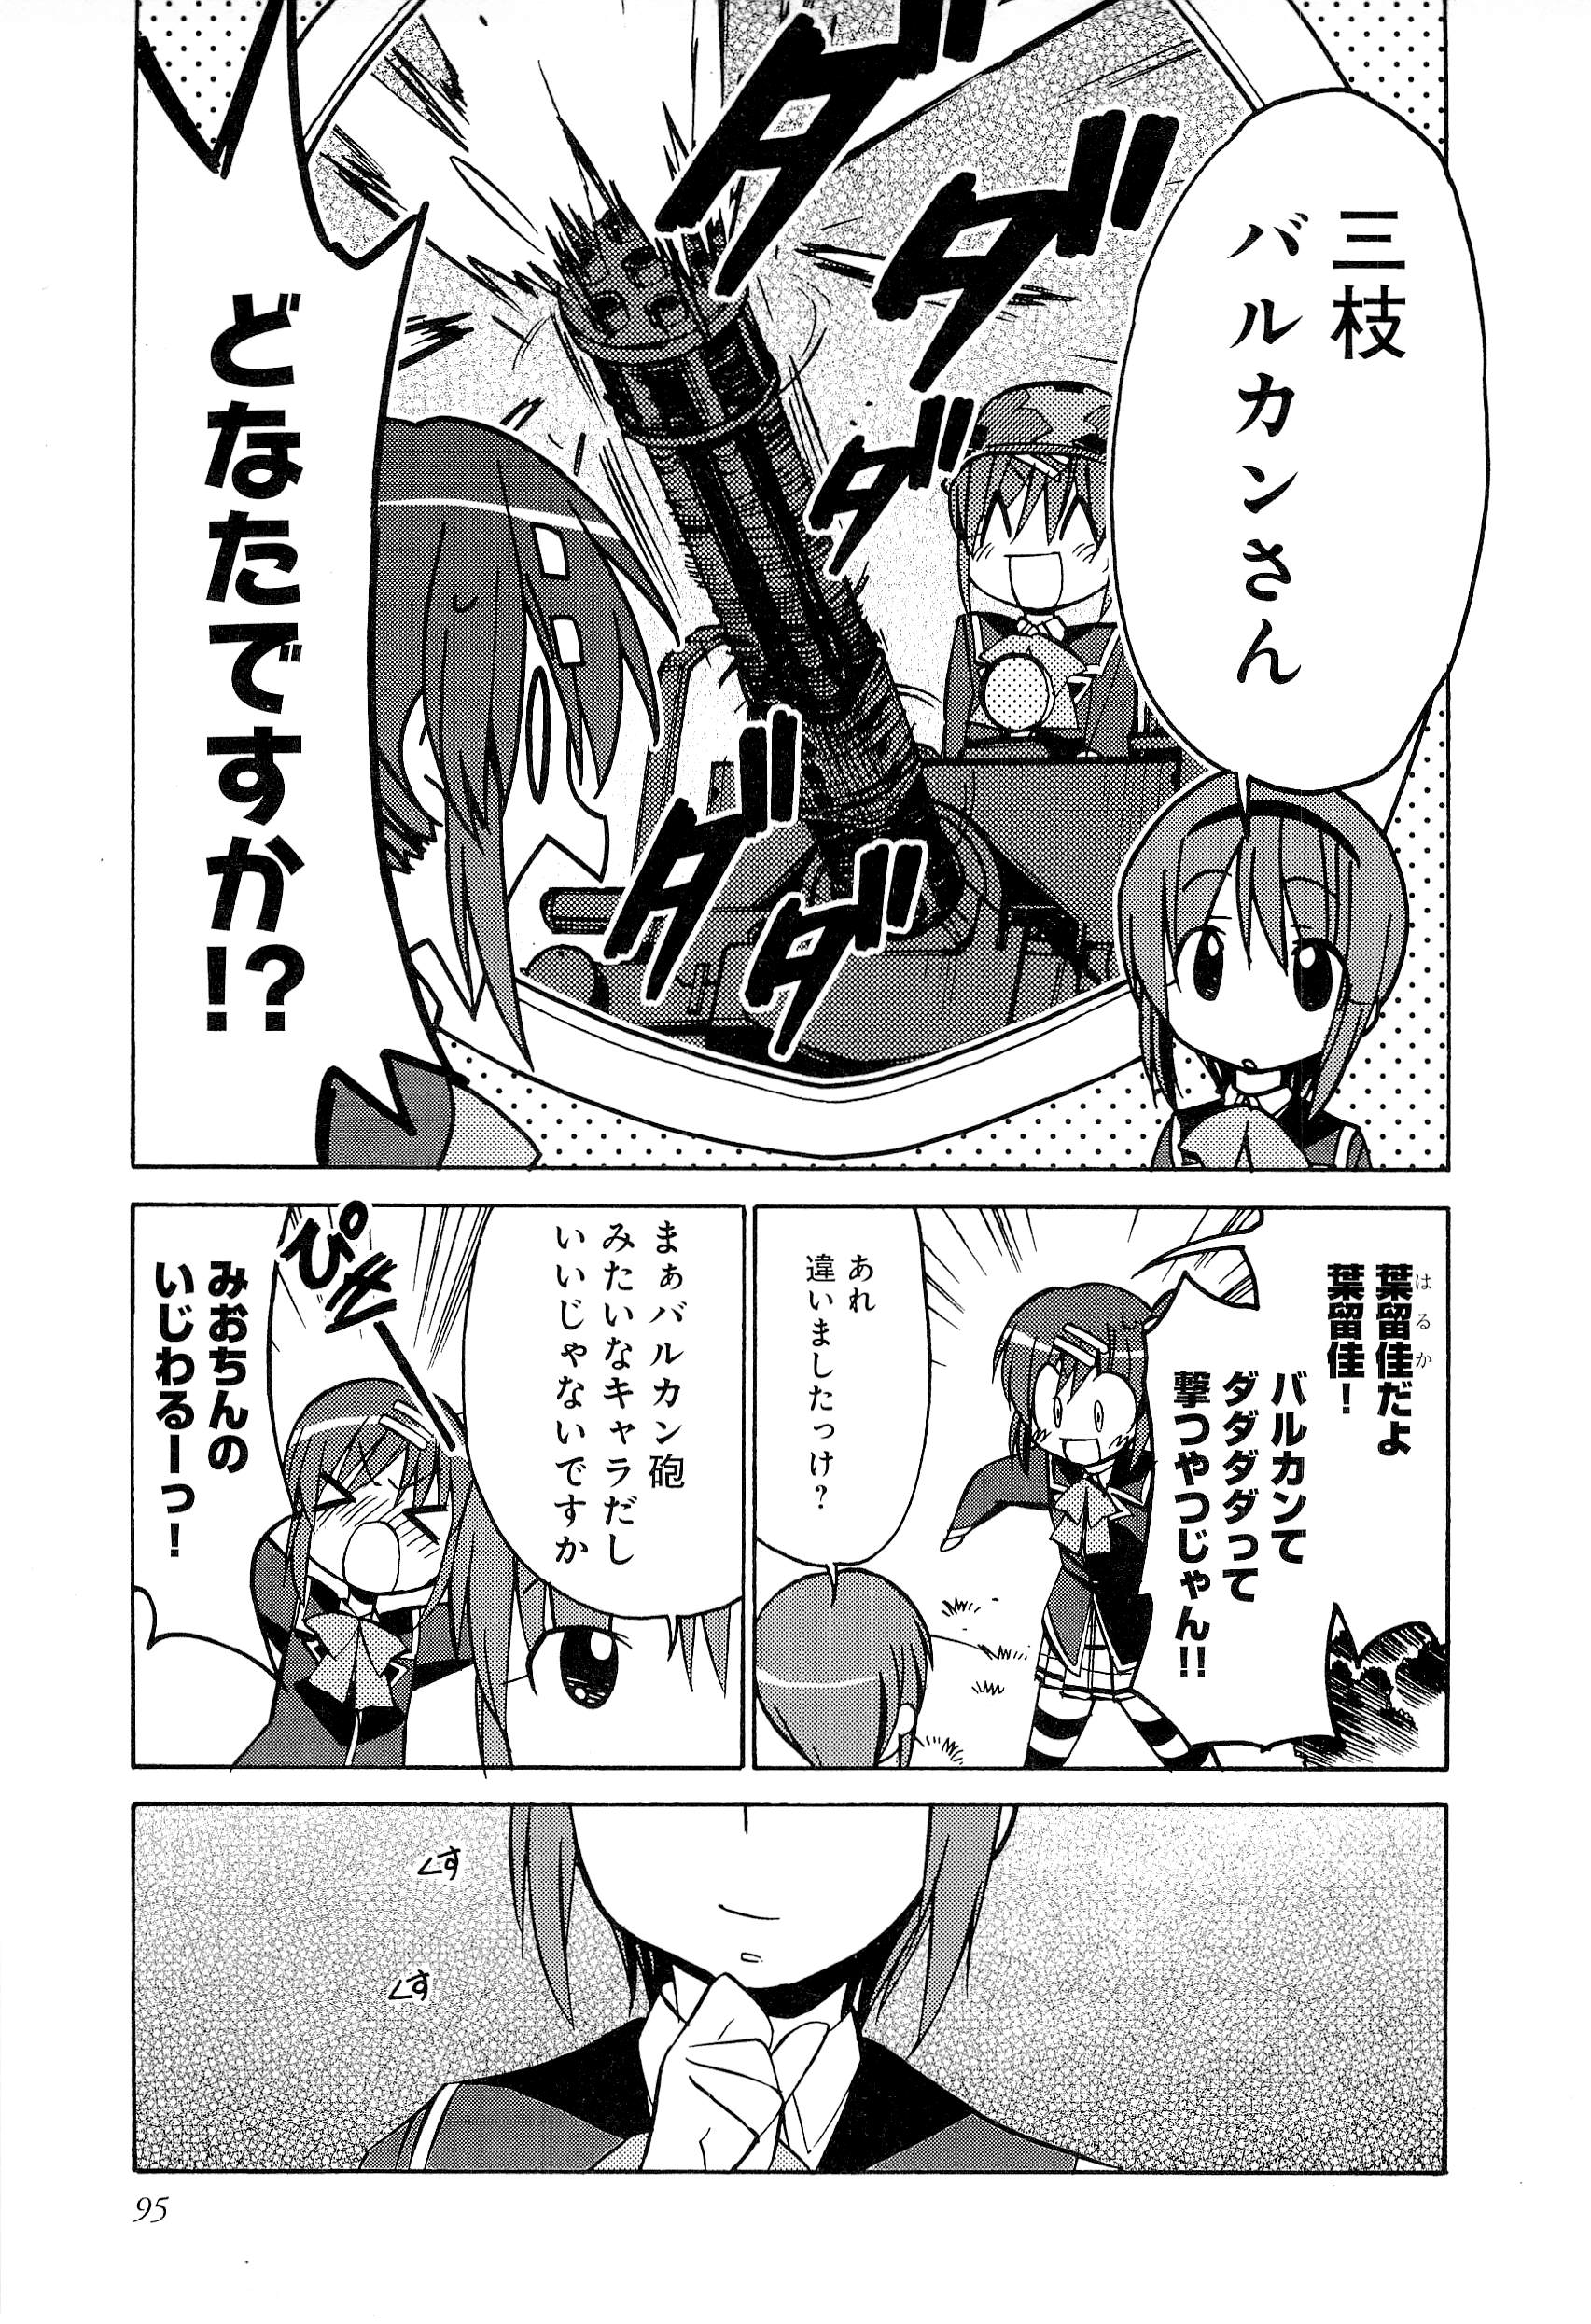 三枝
バルカンさん
ダダダダダ
どなたですか!?
葉留佳だよ
はるか
葉留佳!
バルカンて
ダダダダって
撃つやつじゃん!!
あれ
違いましたっけ?
まぁバルカン砲
みたいなキャラだし
いいじゃないですか
ぴきー
みおちんの
いじわるーっ!
くす
くす
95